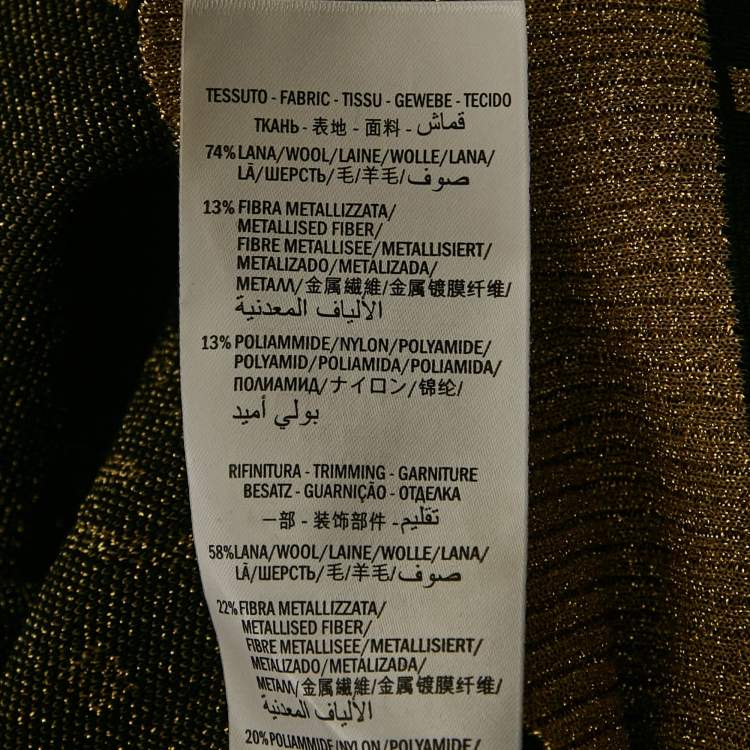 TESSUTO - FABRIC - TISSU - GEWEBE - TECIDO
ТКАНЬ - 表地 - 面料 - قماش
74% LANA/WOOL/LAINE/WOLLE/LANA/
LÃ/ШЕРСТЬ/毛/羊毛/صوف
13% FIBRA METALLIZZATA/
METALLISED FIBER/
FIBRE METALLISEE/METALLISIERT/
METALIZADO/METALIZADA/
МЕТАЛЛ/金属繊維/金属镀膜纤维/
الألياف المعدنية
13% POLIAMMIDE/NYLON/POLYAMIDE/
POLYAMID/POLIAMIDA/POLIAMIDA/
ПОЛИАМИД/ナイロン/锦纶/
بولي أميد
RIFINITURA - TRIMMING - GARNITURE
BESATZ - GUARNIÇÃO - ОТДЕЛКА
一部 - 装饰部件 - تقليم
58%LANA/WOOL/LAINE/WOLLE/LANA/
LÃ/ШЕРСТЬ/毛/羊毛/صوف
22% FIBRA METALLIZZATA/
METALLISED FIBER/
FIBRE METALLISEE/METALLISIERT/
METALIZADO/METALIZADA/
МЕТАЛЛ/金属繊維/金属镀膜纤维/
الألياف المعدنية
20% POLIAMMIDE/NYLON/POLYAMIDE/